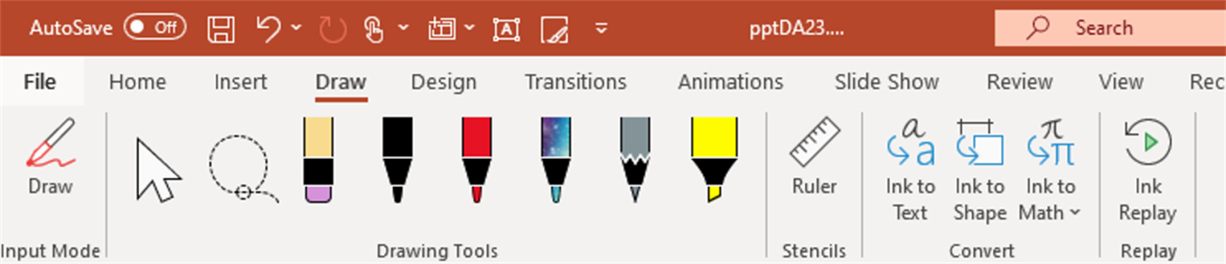 AutoSave Off pptDA23.... Search
File Home Insert Draw Design Transitions Animations Slide Show Review View Rec
Draw Ruler Ink to Text Ink to Shape Ink to Math Ink Replay
Input Mode Drawing Tools Stencils Convert Replay